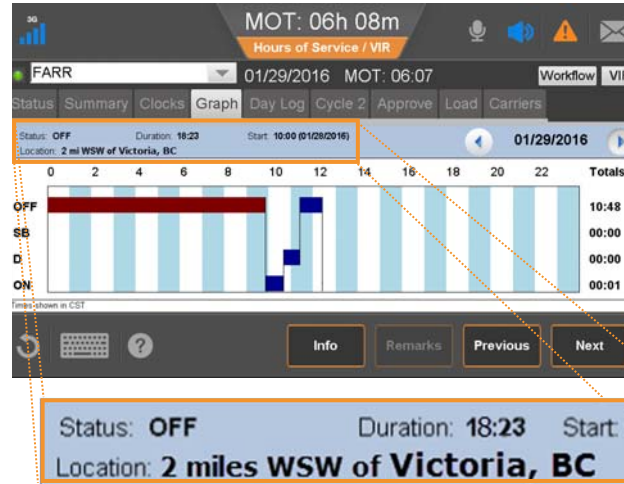 3G
MOT: 06h 08m
Hours of Service / VIR
FARR 01/29/2016 MOT: 06:07 Workflow VIR
Status Summary Clocks Graph Day Log Cycle 2 Approve Load Carriers
Status: OFF Duration: 18:23 Start: 10:00 (01/28/2016)
Location: 2 mi WSW of Victoria, BC
01/29/2016
0 2 4 6 8 10 12 14 16 18 20 22 Totals
OFF 10:48
SB 00:00
D 00:00
ON 00:01
Times shown in CST
? Info Remarks Previous Next
Status: OFF Duration: 18:23 Start:
Location: 2 miles WSW of Victoria, BC